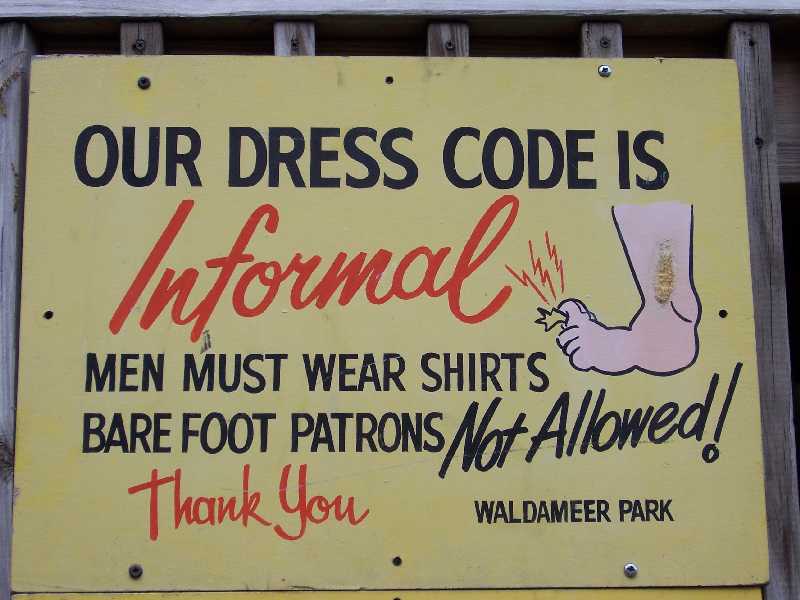 OUR DRESS CODE IS
Informal
MEN MUST WEAR SHIRTS
BARE FOOT PATRONS Not Allowed!
Thank You
WALDAMEER PARK